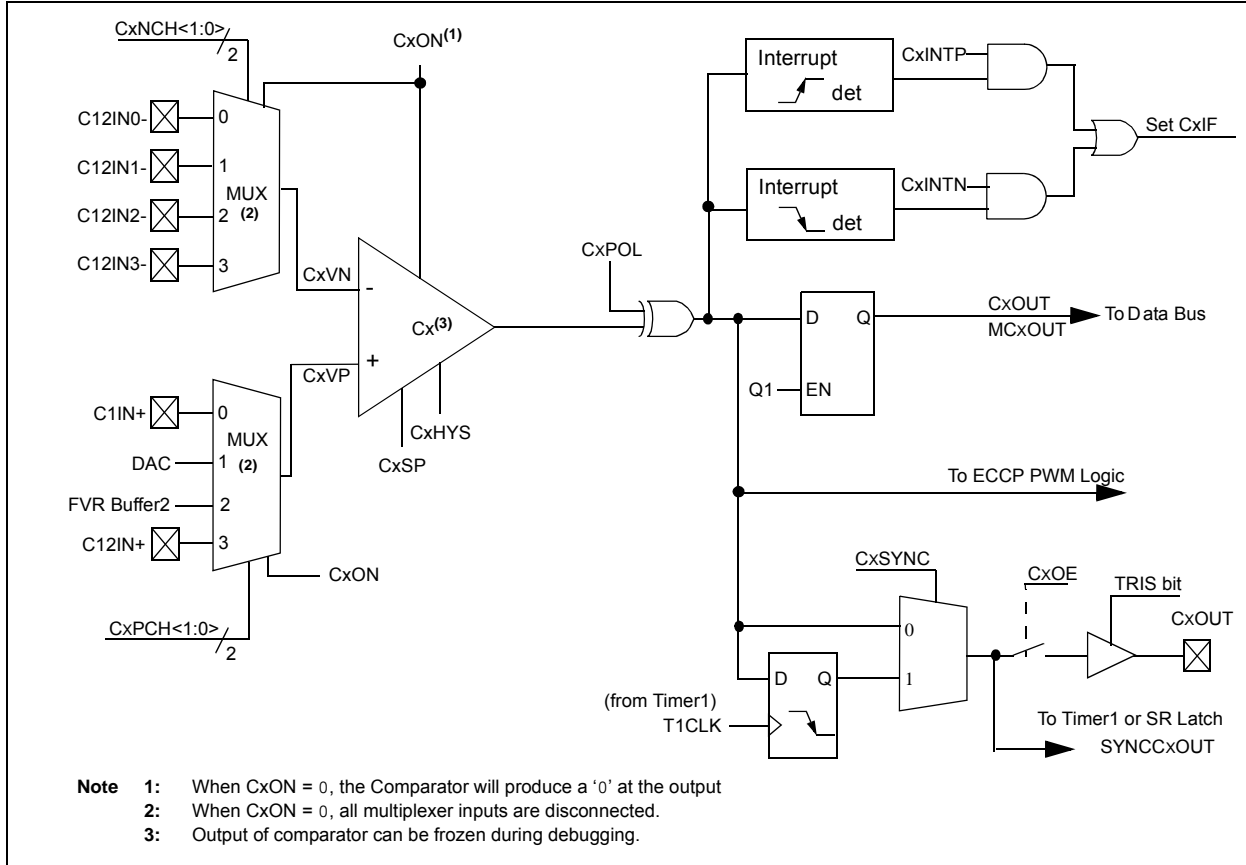 CxNCH<1:0>
2
CxON(1)
C12IN0-
0
C12IN1-
1
MUX
(2)
C12IN2-
2
C12IN3-
3
CxVN
-
Cx(3)
+
CxVP
CxHYS
CxSP
C1IN+
0
MUX
(2)
DAC
1
FVR Buffer2
2
C12IN+
3
CxON
CxPCH<1:0>
2
CxPOL
Interrupt
det
CxINTP
Set CxIF
Interrupt
det
CxINTN
D
Q
Q1
EN
CxOUT
MCxOUT
To Data Bus
To ECCP PWM Logic
CxSYNC
0
1
CxOE
TRIS bit
CxOUT
D
Q
(from Timer1)
T1CLK
To Timer1 or SR Latch
SYNCCxOUT
Note 1: When CxON = 0, the Comparator will produce a ‘0’ at the output
2: When CxON = 0, all multiplexer inputs are disconnected.
3: Output of comparator can be frozen during debugging.